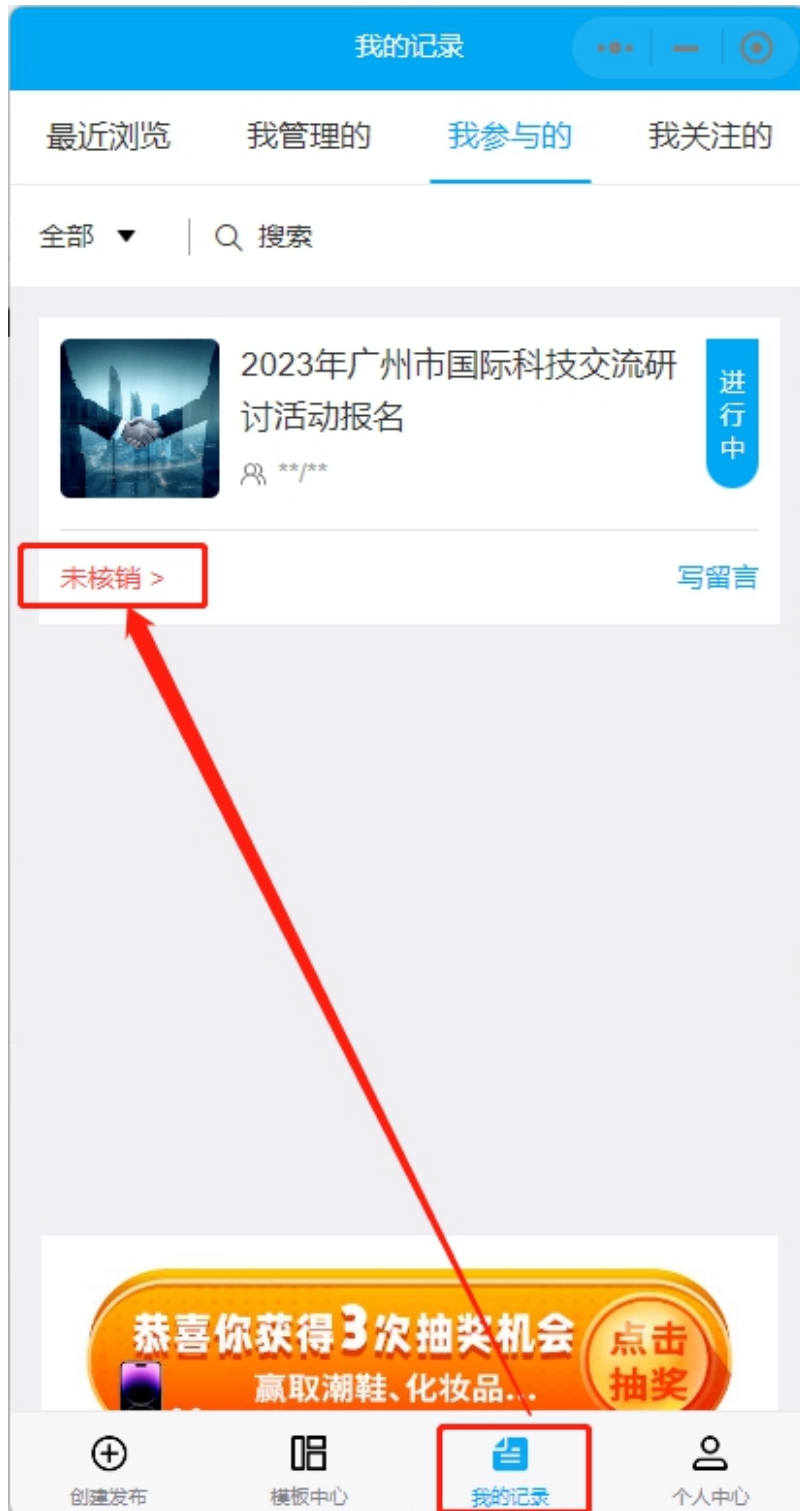 我的记录
最近浏览 我管理的 我参与的 我关注的
全部 搜索
2023年广州市国际科技交流研
讨活动报名
进行中
**/**
未核销 > 写留言
恭喜你获得3次抽奖机会
赢取潮鞋、化妆品...
点击
抽奖
创建发布 模板中心 我的记录 个人中心